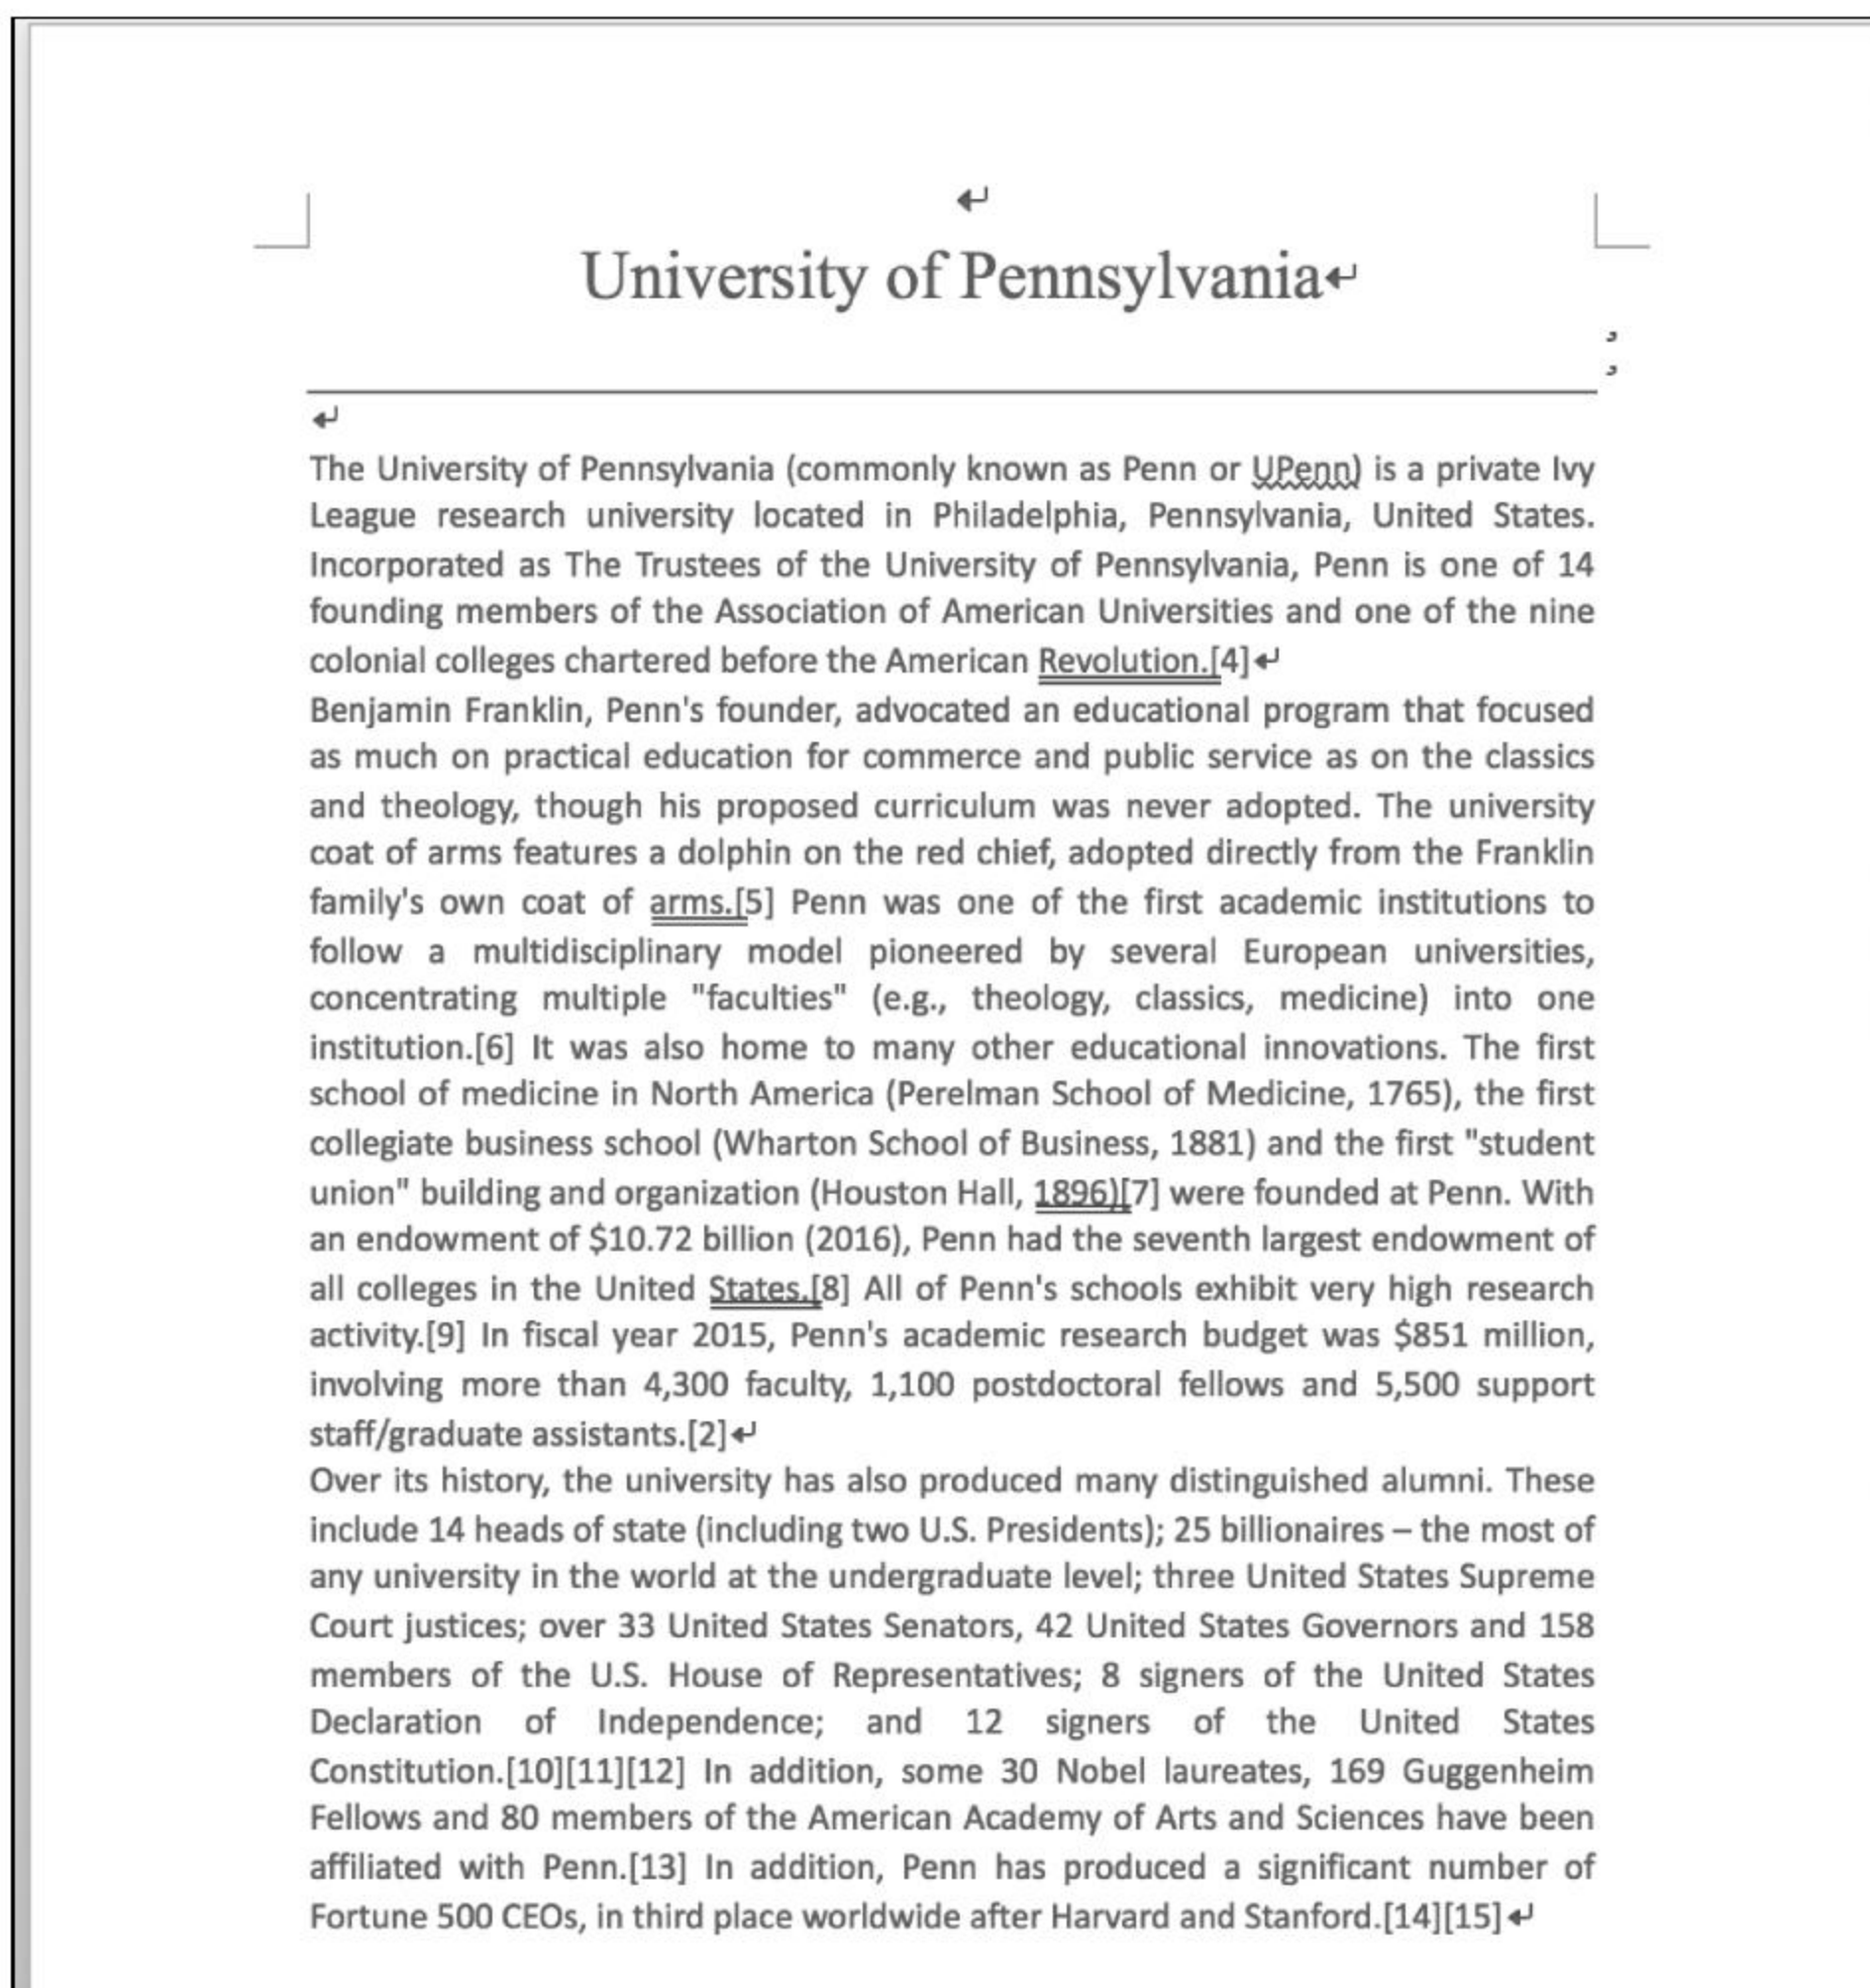 University of Pennsylvania
The University of Pennsylvania (commonly known as Penn or UPenn) is a private Ivy
League research university located in Philadelphia, Pennsylvania, United States.
Incorporated as The Trustees of the University of Pennsylvania, Penn is one of 14
founding members of the Association of American Universities and one of the nine
colonial colleges chartered before the American Revolution.[4]
Benjamin Franklin, Penn's founder, advocated an educational program that focused
as much on practical education for commerce and public service as on the classics
and theology, though his proposed curriculum was never adopted. The university
coat of arms features a dolphin on the red chief, adopted directly from the Franklin
family's own coat of arms.[5] Penn was one of the first academic institutions to
follow a multidisciplinary model pioneered by several European universities,
concentrating multiple "faculties" (e.g., theology, classics, medicine) into one
institution.[6] It was also home to many other educational innovations. The first
school of medicine in North America (Perelman School of Medicine, 1765), the first
collegiate business school (Wharton School of Business, 1881) and the first "student
union" building and organization (Houston Hall, 1896)[7] were founded at Penn. With
an endowment of $10.72 billion (2016), Penn had the seventh largest endowment of
all colleges in the United States.[8] All of Penn's schools exhibit very high research
activity.[9] In fiscal year 2015, Penn's academic research budget was $851 million,
involving more than 4,300 faculty, 1,100 postdoctoral fellows and 5,500 support
staff/graduate assistants.[2]
Over its history, the university has also produced many distinguished alumni. These
include 14 heads of state (including two U.S. Presidents); 25 billionaires – the most of
any university in the world at the undergraduate level; three United States Supreme
Court justices; over 33 United States Senators, 42 United States Governors and 158
members of the U.S. House of Representatives; 8 signers of the United States
Declaration of Independence; and 12 signers of the United States
Constitution.[10][11][12] In addition, some 30 Nobel laureates, 169 Guggenheim
Fellows and 80 members of the American Academy of Arts and Sciences have been
affiliated with Penn.[13] In addition, Penn has produced a significant number of
Fortune 500 CEOs, in third place worldwide after Harvard and Stanford.[14][15]